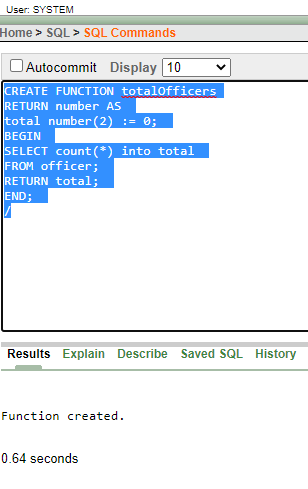 User: SYSTEM
Home > SQL > SQL Commands
Autocommit Display 10
CREATE FUNCTION totalOfficers
RETURN number AS
total number(2) := 0;
BEGIN
SELECT count(*) into total
FROM officer;
RETURN total;
END;
/
Results Explain Describe Saved SQL History
Function created.
0.64 seconds